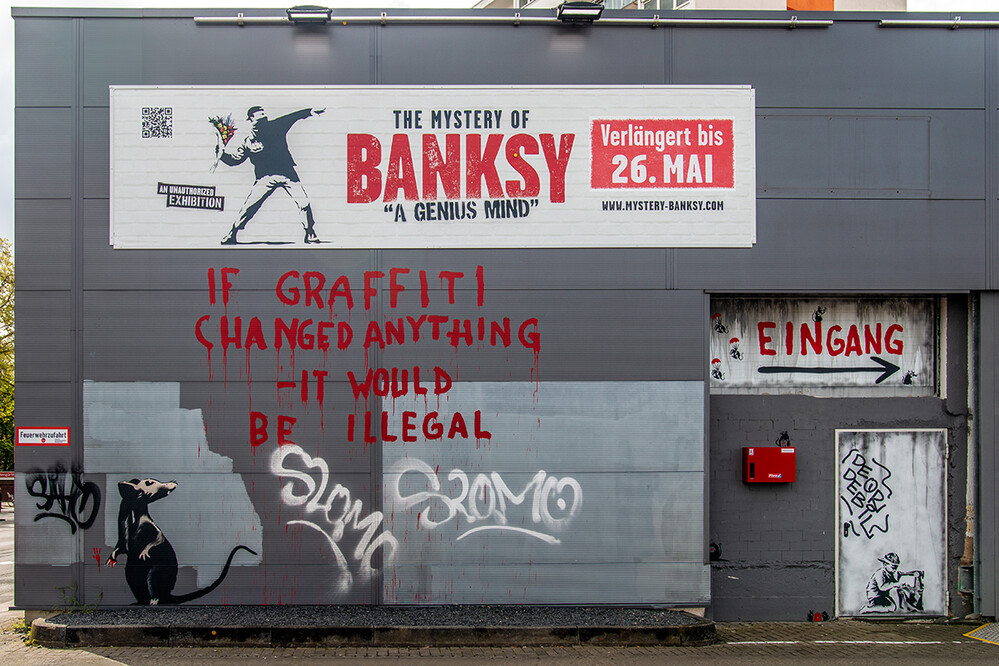 THE MYSTERY OF
BANKSY
"A GENIUS MIND"
AN UNAUTHORIZED
EXHIBITION
Verlängert bis
26. MAI
WWW.MYSTERY-BANKSY.COM
IF GRAFFITI
CHANGED ANYTHING
-IT WOULD
BE ILLEGAL
EINGANG
Feuerwehrzufahrt
SLOMO
SLOMO